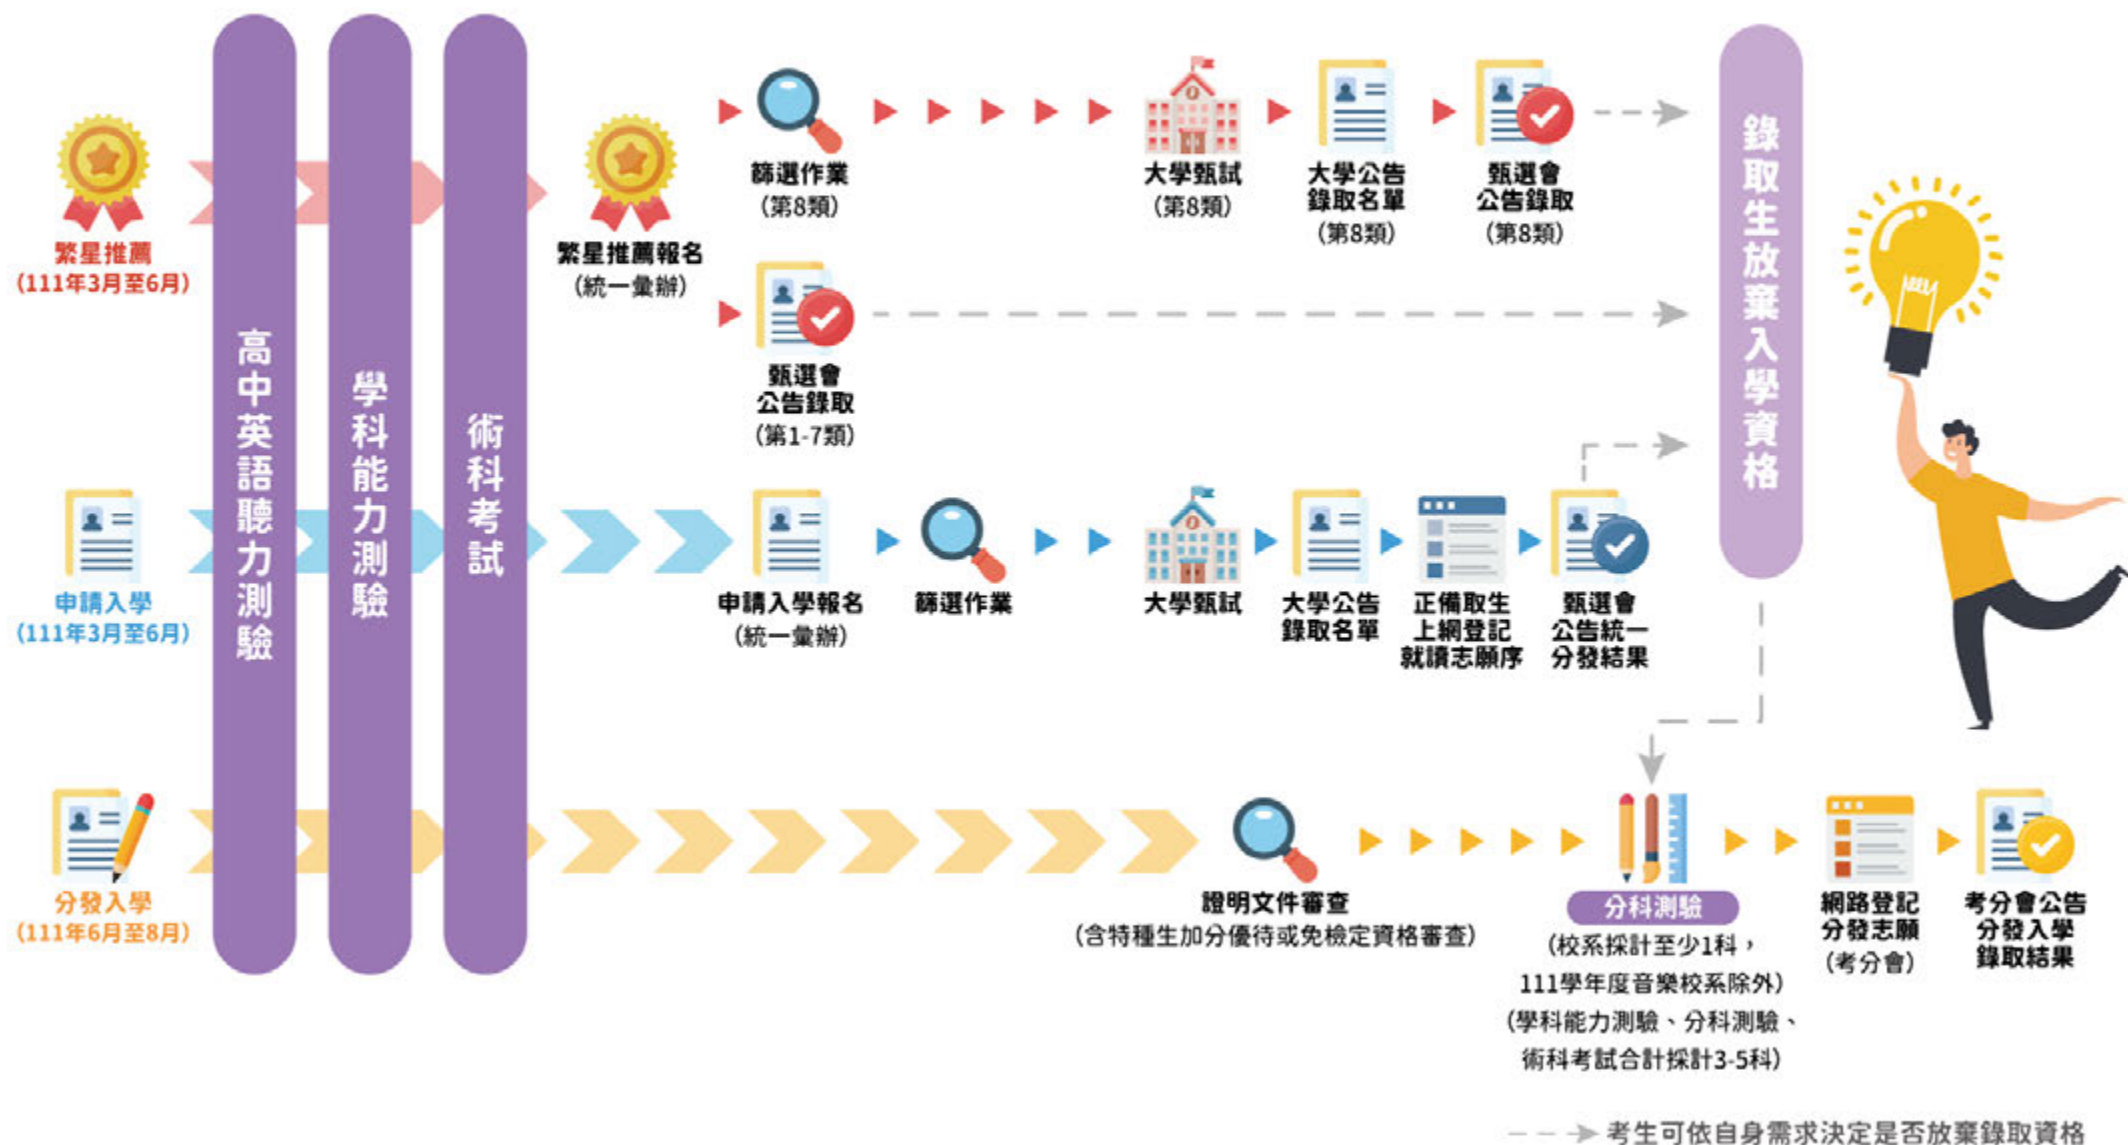 繁星推薦
(111年3月至6月)
申請入學
(111年3月至6月)
分發入學
(111年6月至8月)
高中英語聽力測驗
學科能力測驗
術科考試
繁星推薦報名
(統一彙辦)
篩選作業
(第8類)
大學甄試
(第8類)
大學公告
錄取名單
(第8類)
甄選會
公告錄取
(第8類)
甄選會
公告錄取
(第1-7類)
申請入學報名
(統一彙辦)
篩選作業
大學甄試
大學公告
錄取名單
正備取生
上網登記
就讀志願序
甄選會
公告統一
分發結果
錄取生放棄入學資格
證明文件審查
(含特種生加分優待或免檢定資格審查)
分科測驗
(校系採計至少1科，
111學年度音樂校系除外)
(學科能力測驗、分科測驗、
術科考試合計採計3-5科)
網路登記
分發志願
(考分會)
考分會公告
分發入學
錄取結果
考生可依自身需求決定是否放棄錄取資格